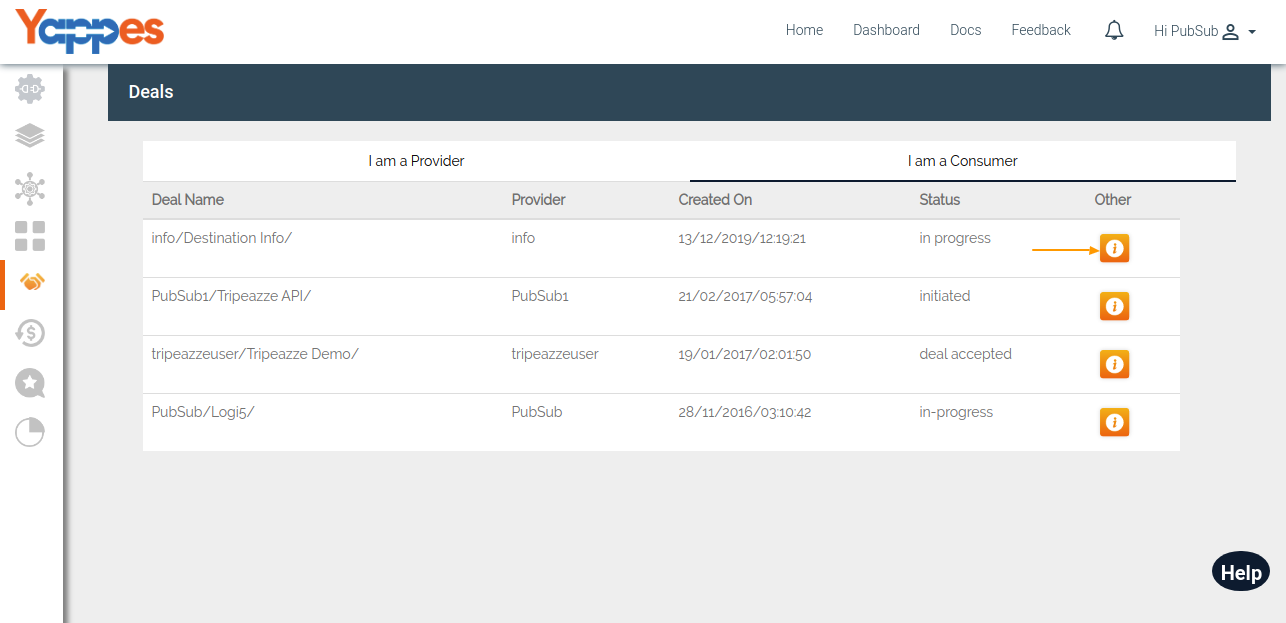 Yappes
Home Dashboard Docs Feedback Hi PubSub
Deals
I am a Provider I am a Consumer
Deal Name Provider Created On Status Other
info/Destination Info/ info 13/12/2019/12:19:21 in progress
PubSub1/Tripeazze API/ PubSub1 21/02/2017/05:57:04 initiated
tripeazzeuser/Tripeazze Demo/ tripeazzeuser 19/01/2017/02:01:50 deal accepted
PubSub/Logi5/ PubSub 28/11/2016/03:10:42 in-progress
Help